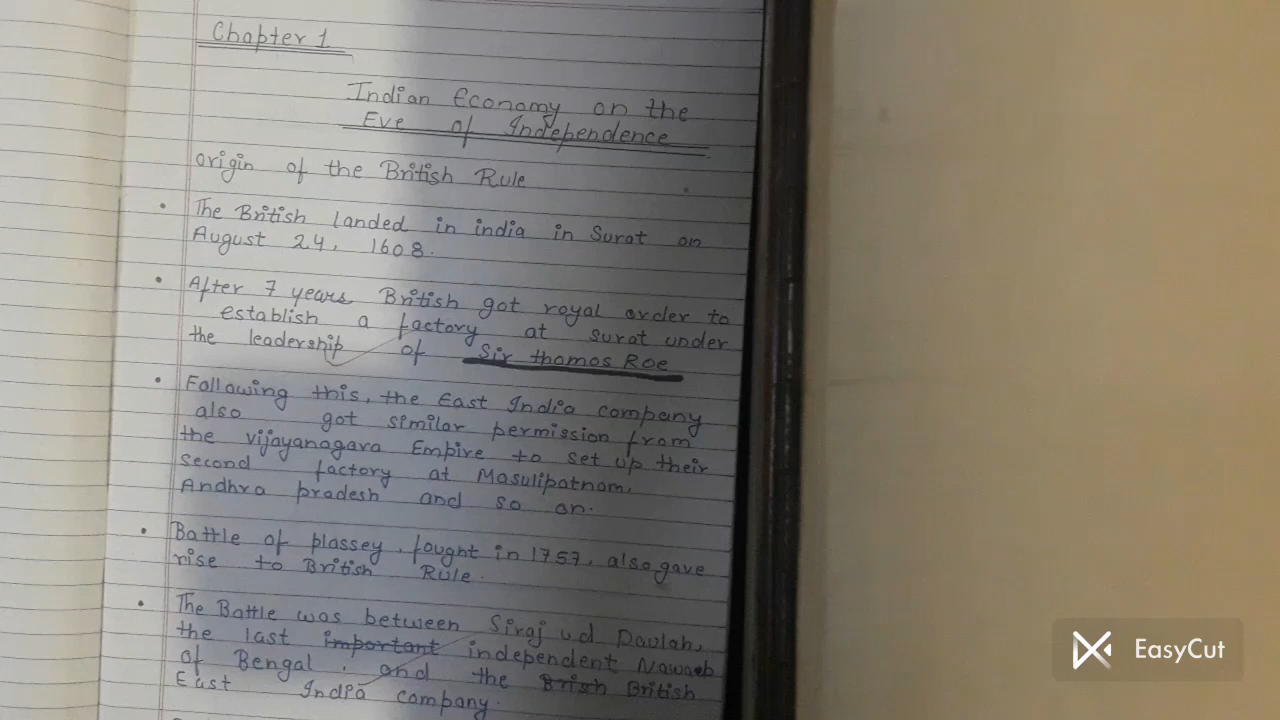 Chapter 1
Indian Economy on the
Eve of Independence
origin of the British Rule
• The British landed in india in Surat on
August 24, 1608.
• After 7 years British got royal order to
establish a factory at surat under
the leadership of Sir thomas Roe
• Following this, the East India company
also got similar permission from
the vijayanagara Empire to set up their
second factory at Masulipatnam,
Andhra pradesh and so on.
• Battle of plassey, fought in 1757, also gave
rise to British Rule.
• The Battle was between Siraj ud Daulah,
the last important independent Nawab
of Bengal. and the Brish British
East India company.
EasyCut